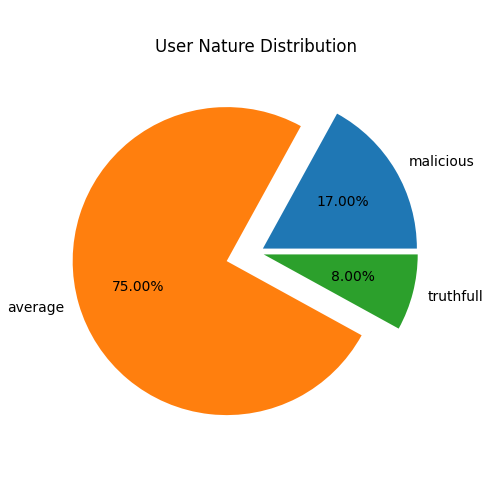 User Nature Distribution
malicious
17.00%
75.00%
8.00%
average
truthfull